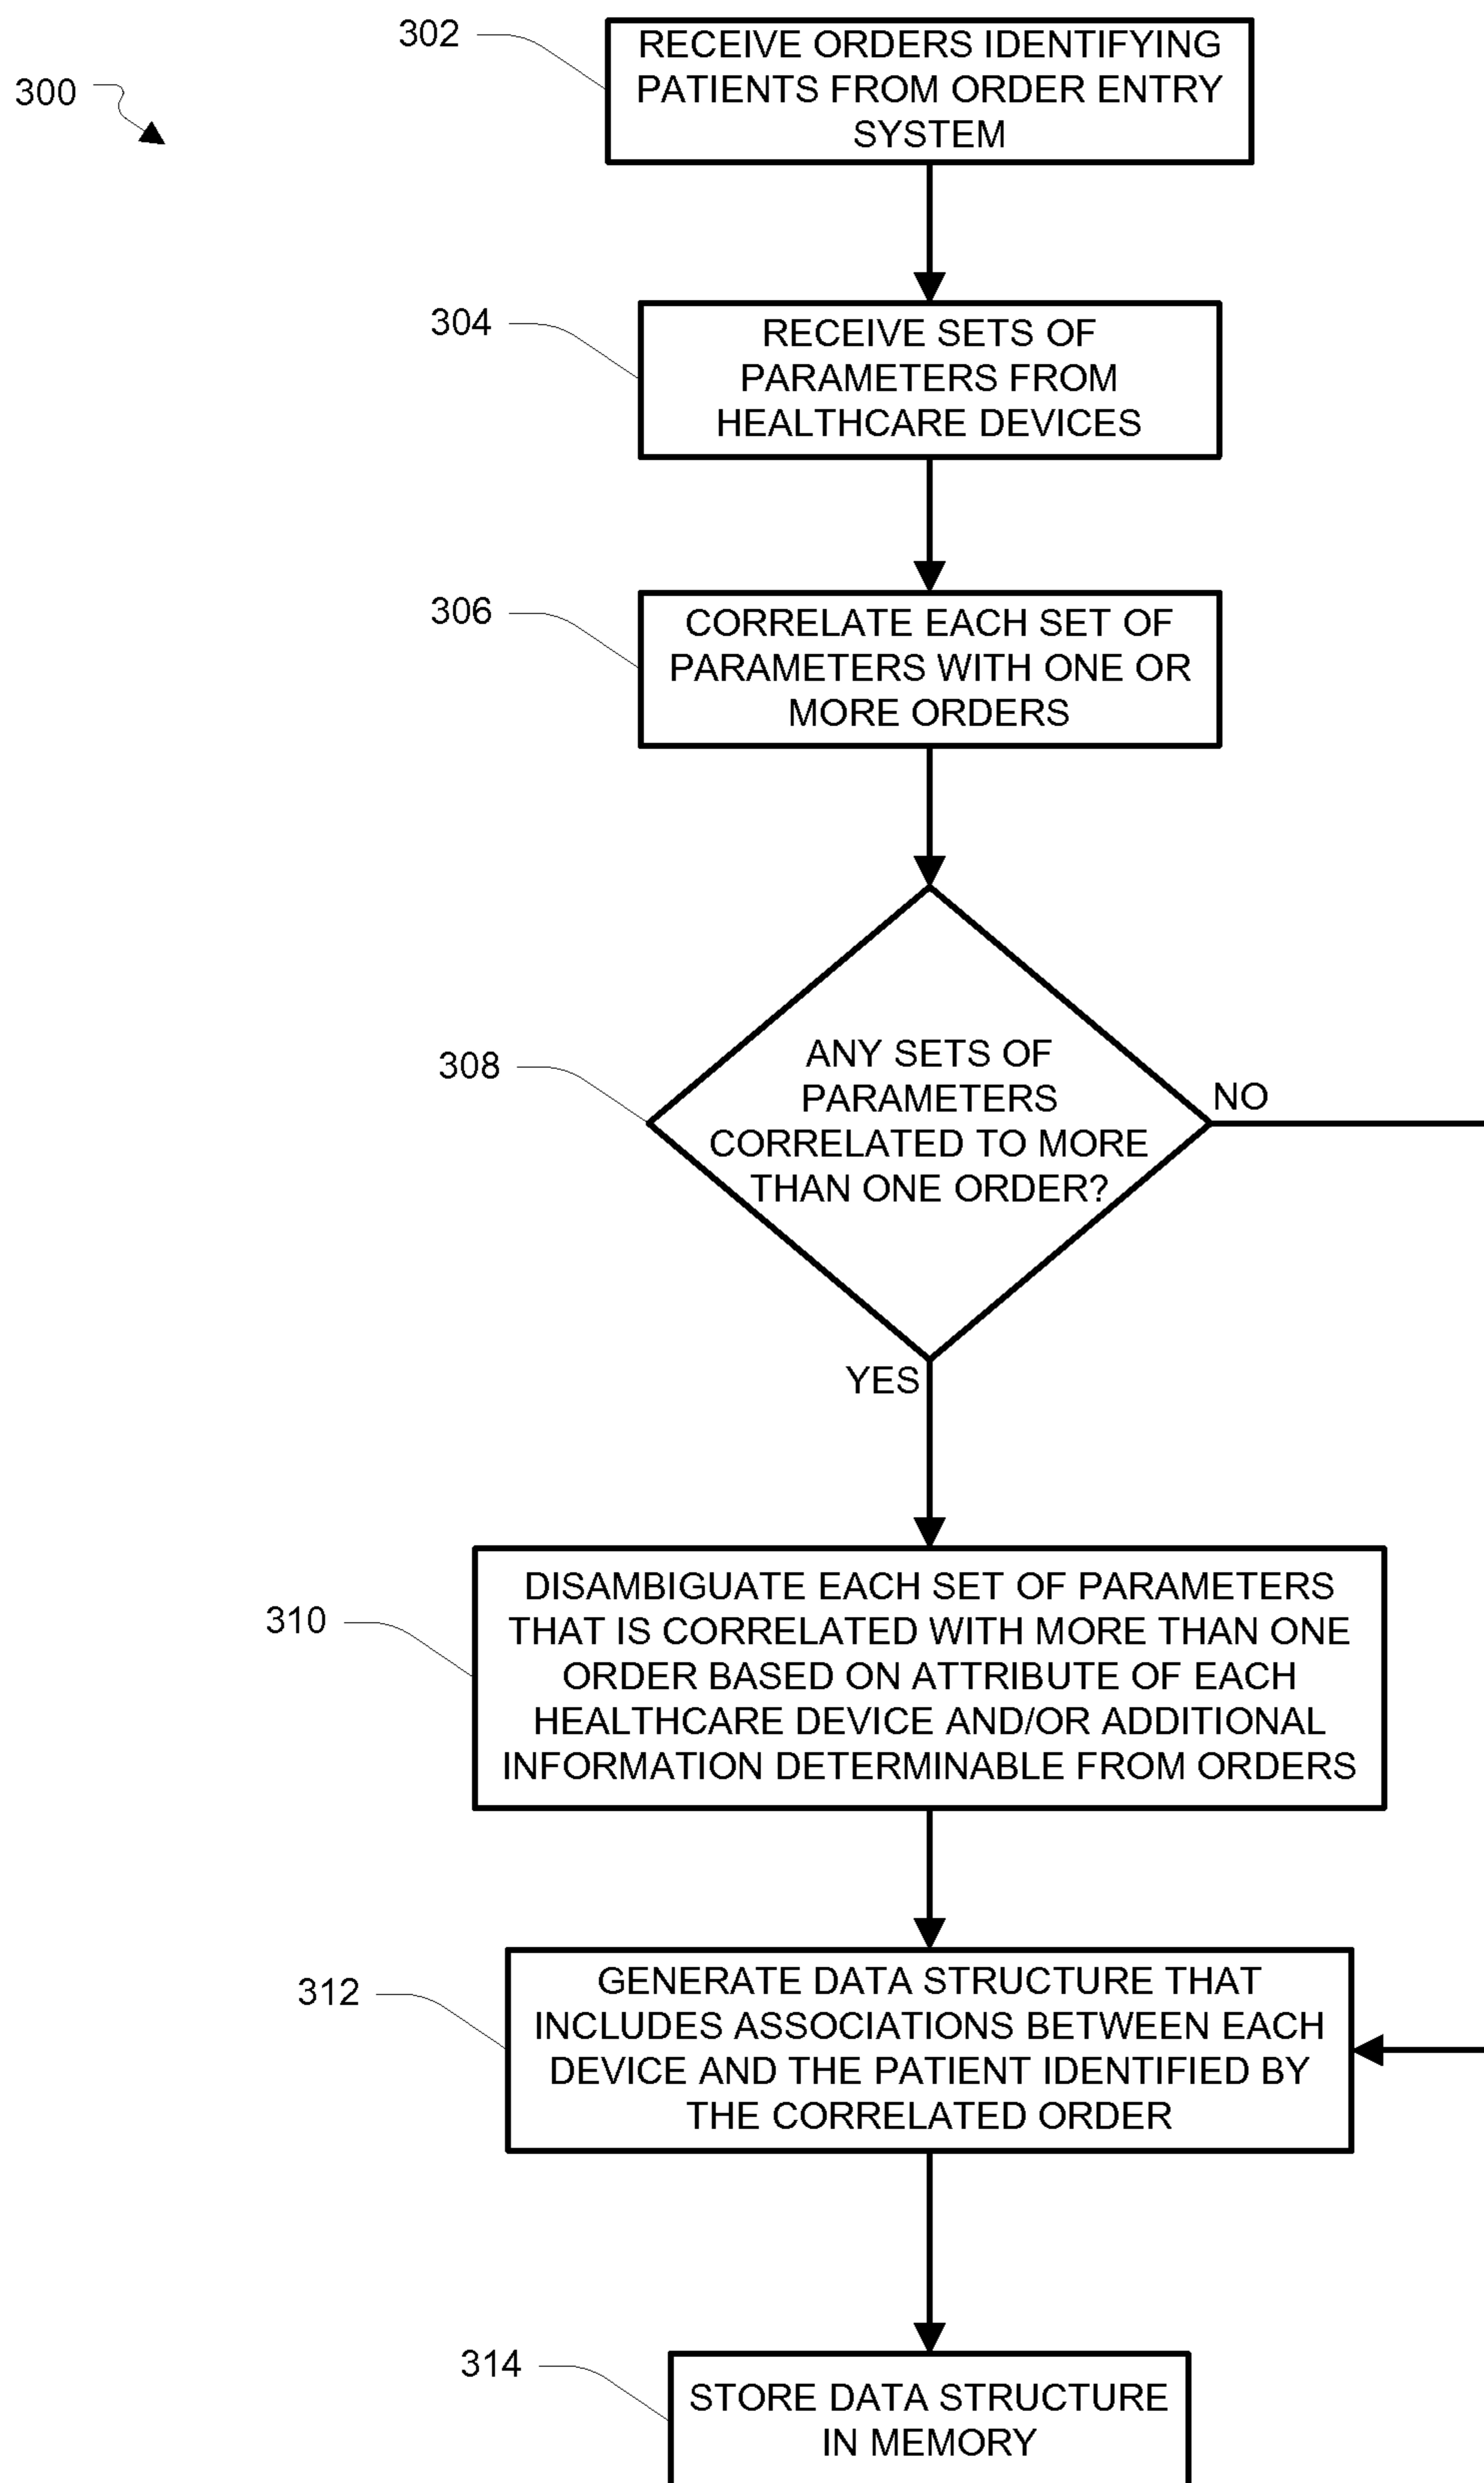 302
RECEIVE ORDERS IDENTIFYING
PATIENTS FROM ORDER ENTRY
SYSTEM
300
304
RECEIVE SETS OF
PARAMETERS FROM
HEALTHCARE DEVICES
306
CORRELATE EACH SET OF
PARAMETERS WITH ONE OR
MORE ORDERS
308
ANY SETS OF
PARAMETERS
CORRELATED TO MORE
THAN ONE ORDER?
NO
YES
310
DISAMBIGUATE EACH SET OF PARAMETERS
THAT IS CORRELATED WITH MORE THAN ONE
ORDER BASED ON ATTRIBUTE OF EACH
HEALTHCARE DEVICE AND/OR ADDITIONAL
INFORMATION DETERMINABLE FROM ORDERS
312
GENERATE DATA STRUCTURE THAT
INCLUDES ASSOCIATIONS BETWEEN EACH
DEVICE AND THE PATIENT IDENTIFIED BY
THE CORRELATED ORDER
314
STORE DATA STRUCTURE
IN MEMORY